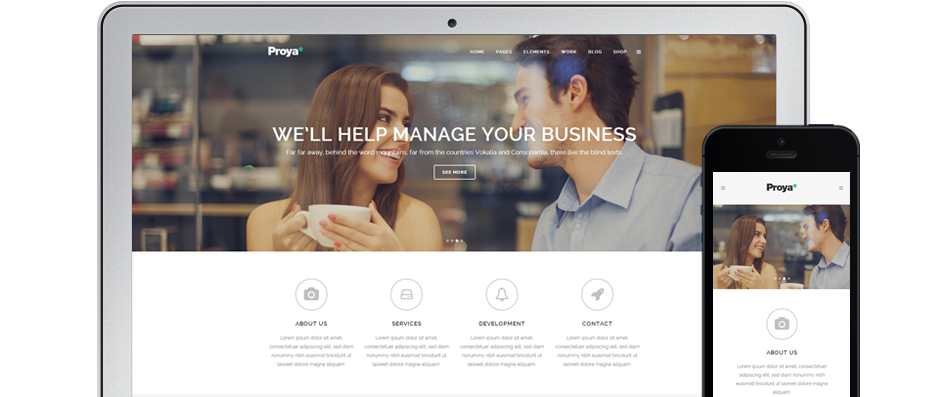 Proya
HOME PAGES ELEMENTS WORK BLOG SHOP
WE'LL HELP MANAGE YOUR BUSINESS
Far far away, behind the word mountains, far from the countries Vokalia and Consonantia, there live the blind texts.
SEE MORE
ABOUT US
Lorem ipsum dolor sit amet,
consectetuer adipiscing elit, sed diam
nonummy nibh euismod tincidunt ut
laoreet dolore magna aliquam
SERVICES
Lorem ipsum dolor sit amet,
consectetuer adipiscing elit, sed diam
nonummy nibh euismod tincidunt ut
laoreet dolore magna aliquam
DEVELOPMENT
Lorem ipsum dolor sit amet,
consectetuer adipiscing elit, sed diam
nonummy nibh euismod tincidunt ut
laoreet dolore magna aliquam
CONTACT
Lorem ipsum dolor sit amet,
consectetuer adipiscing elit, sed diam
nonummy nibh euismod tincidunt ut
laoreet dolore magna aliquam
Proya
ABOUT US
Lorem ipsum dolor sit amet, consectetuer
adipiscing elit, sed diam nonummy nibh
euismod tincidunt ut laoreet dolore magna
aliquam